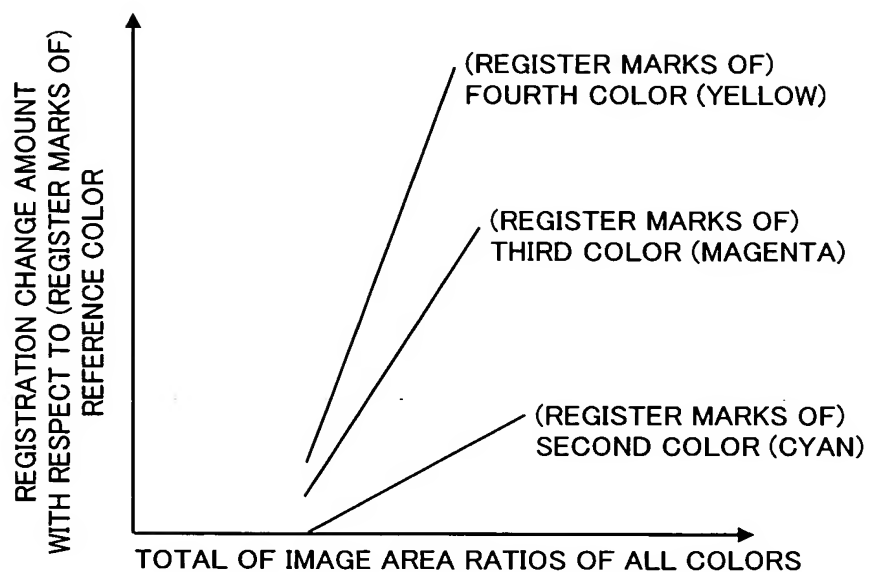 REGISTRATION CHANGE AMOUNT
WITH RESPECT TO (REGISTER MARKS OF)
REFERENCE COLOR
(REGISTER MARKS OF)
FOURTH COLOR (YELLOW)
(REGISTER MARKS OF)
THIRD COLOR (MAGENTA)
(REGISTER MARKS OF)
SECOND COLOR (CYAN)
TOTAL OF IMAGE AREA RATIOS OF ALL COLORS